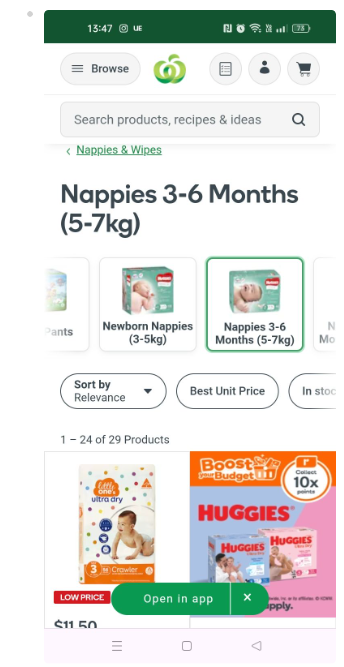 13:47 UE 73
Browse
Search products, recipes & ideas
Nappies & Wipes
Nappies 3-6 Months
(5-7kg)
Pants
Newborn Nappies
(3-5kg)
Nappies 3-6
Months (5-7kg)
N
Mo
Sort by
Relevance
Best Unit Price
In stoc
1 – 24 of 29 Products
little
one's
ultra dry
3 Crawler
LOW PRICE
$11.50
Boost
your Budget
Collect
10x
points
HUGGIES
HUGGIES
HUGGIES
apply.
Open in app